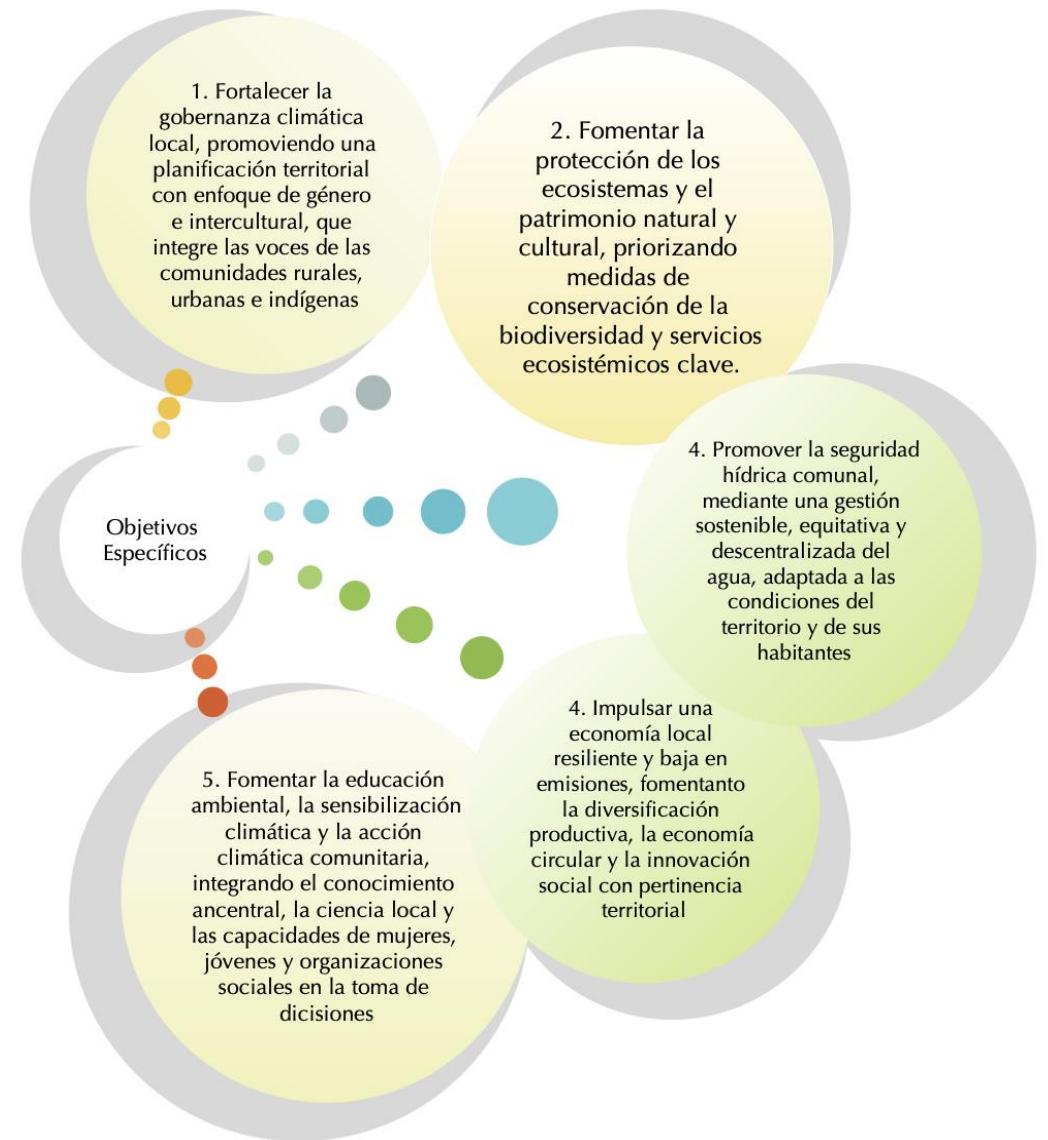 1. Fortalecer la
gobernanza climática
local, promoviendo una
planificación territorial
con enfoque de género
e intercultural, que
integre las voces de las
comunidades rurales,
urbanas e indígenas
2. Fomentar la
protección de los
ecosistemas y el
patrimonio natural y
cultural, priorizando
medidas de
conservación de la
biodiversidad y servicios
ecosistémicos clave.
4. Promover la seguridad
hídrica comunal,
mediante una gestión
sostenible, equitativa y
descentralizada del
agua, adaptada a las
condiciones del
territorio y de sus
habitantes
Objetivos
Específicos
4. Impulsar una
economía local
resiliente y baja en
emisiones, fomentanto
la diversificación
productiva, la economía
circular y la innovación
social con pertinencia
territorial
5. Fomentar la educación
ambiental, la sensibilización
climática y la acción
climática comunitaria,
integrando el conocimiento
ancentral, la ciencia local y
las capacidades de mujeres,
jóvenes y organizaciones
sociales en la toma de
dicisiones